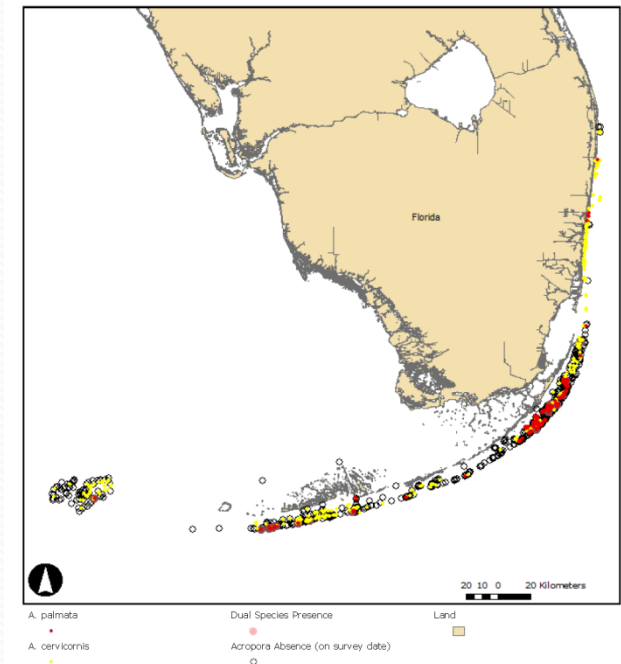 Florida
20 10 0 20 Kilometers
A. palmata Dual Species Presence Land
A. cervicornis Acropora Absence (on survey date)